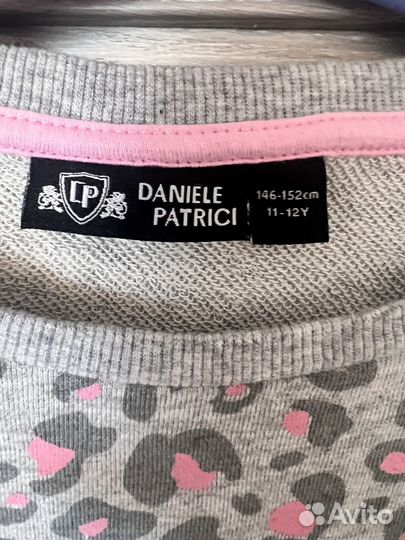 DP
DANIELE
PATRICI
146-152cm
11-12Y
Avito